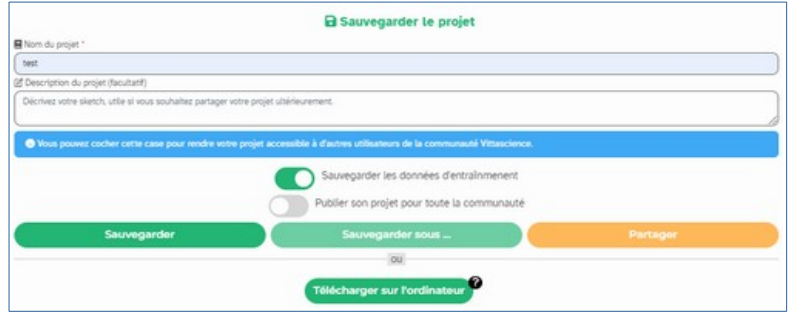 Sauvegarder le projet
Nom du projet *
test
Description du projet (facultatif)
Décrivez votre sketch, utile si vous souhaitez partager votre projet ultérieurement.
Vous pouvez cocher cette case pour rendre votre projet accessible à d'autres utilisateurs de la communauté Vittascience.
Sauvegarder les données d'entraînmenent
Publier son projet pour toute la communauté
Sauvegarder Sauvegarder sous ... Partager
ou
Télécharger sur l'ordinateur ?